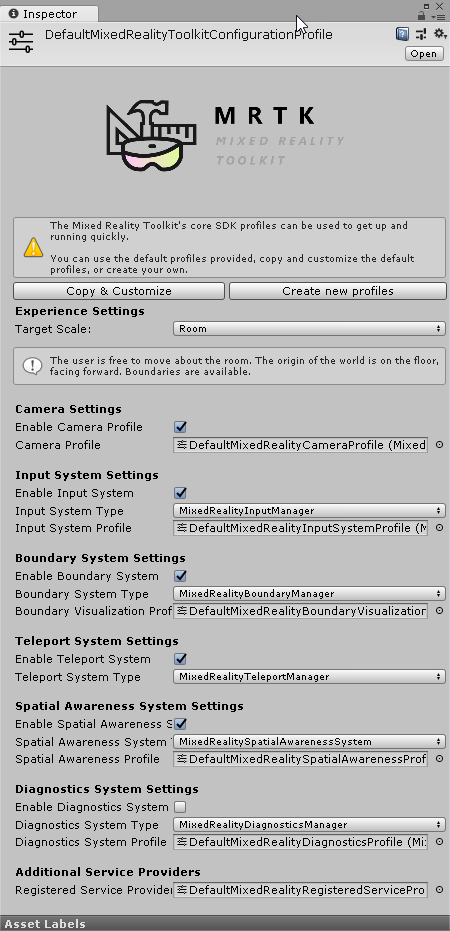 Inspector
DefaultMixedRealityToolkitConfigurationProfile
Open
MRTK
MIXED REALITY
TOOLKIT
The Mixed Reality Toolkit's core SDK profiles can be used to get up and
running quickly.
You can use the default profiles provided, copy and customize the default
profiles, or create your own.
Copy & Customize Create new profiles
Experience Settings
Target Scale: Room
The user is free to move about the room. The origin of the world is on the floor,
facing forward. Boundaries are available.
Camera Settings
Enable Camera Profile
Camera Profile DefaultMixedRealityCameraProfile (Mixed
Input System Settings
Enable Input System
Input System Type MixedRealityInputManager
Input System Profile DefaultMixedRealityInputSystemProfile (M
Boundary System Settings
Enable Boundary System
Boundary System Type MixedRealityBoundaryManager
Boundary Visualization Prof DefaultMixedRealityBoundaryVisualization
Teleport System Settings
Enable Teleport System
Teleport System Type MixedRealityTeleportManager
Spatial Awareness System Settings
Enable Spatial Awareness S
Spatial Awareness System MixedRealitySpatialAwarenessSystem
Spatial Awareness Profile DefaultMixedRealitySpatialAwarenessProf
Diagnostics System Settings
Enable Diagnostics System
Diagnostics System Type MixedRealityDiagnosticsManager
Diagnostics System Profile DefaultMixedRealityDiagnosticsProfile (Mi
Additional Service Providers
Registered Service Provider DefaultMixedRealityRegisteredServicePro
Asset Labels